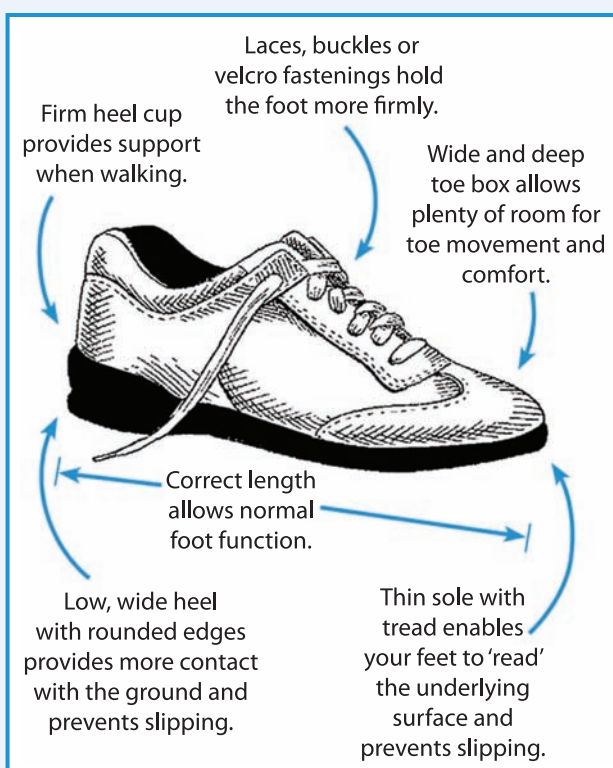 Laces, buckles or
velcro fastenings hold
the foot more firmly.
Firm heel cup
provides support
when walking.
Wide and deep
toe box allows
plenty of room for
toe movement and
comfort.
Correct length
allows normal
foot function.
Low, wide heel
with rounded edges
provides more contact
with the ground and
prevents slipping.
Thin sole with
tread enables
your feet to ‘read’
the underlying
surface and
prevents slipping.